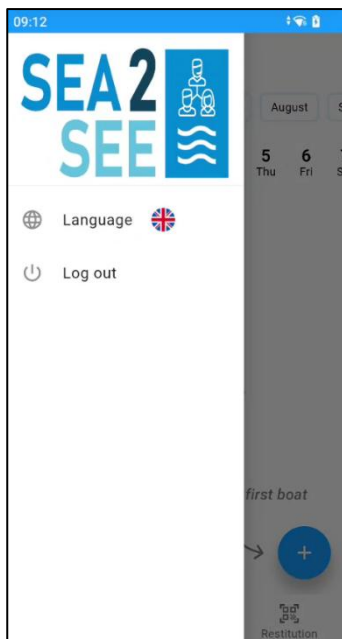 09:12
SEA2
SEE
August
5 6
Thu Fri
Language
Log out
first boat
+
Restitution